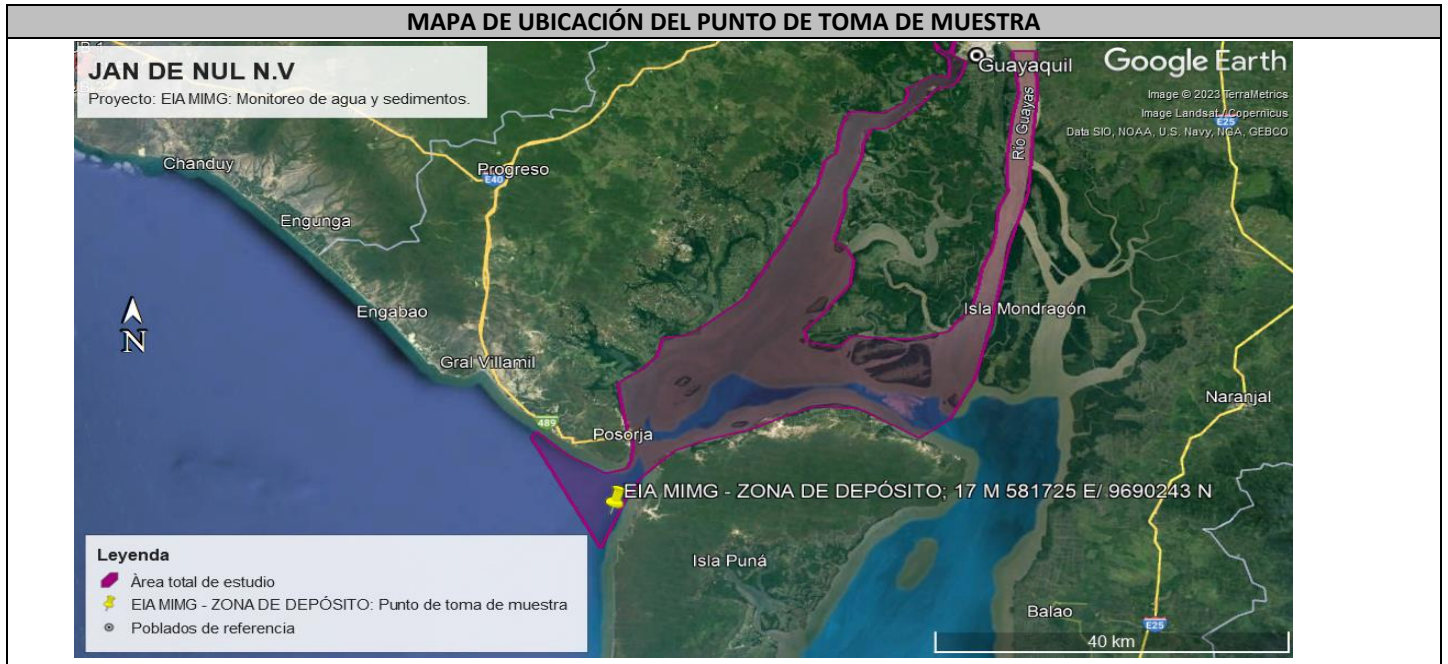 MAPA DE UBICACIÓN DEL PUNTO DE TOMA DE MUESTRA
JAN DE NUL N.V
Proyecto: EIA MIMG: Monitoreo de agua y sedimentos.
Guayaquil
Google Earth
Image © 2023 TerraMetrics
Image Landsat / Copernicus
Data SIO, NOAA, U.S. Navy, NGA, GEBCO
E25
Río Guayas
Chanduy
Progreso
E40
Engunga
Engabao
Isla Mondragón
N
Gral Villamil
Naranjal
489
Posorja
EIA MIMG - ZONA DE DEPÓSITO; 17 M 581725 E/ 9690243 N
Isla Puná
Balao
E25
40 km
Leyenda
Àrea total de estudio
EIA MIMG - ZONA DE DEPÓSITO: Punto de toma de muestra
Poblados de referencia